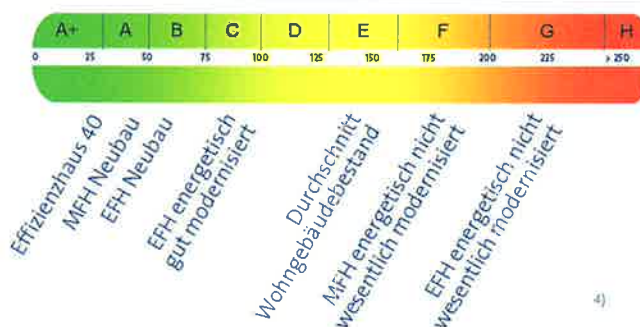 A+ A B C D E F G H
0 25 50 75 100 125 150 175 200 225 > 250
Effizienzhaus 40
MFH Neubau
EFH Neubau
EFH energetisch
gut modernisiert
Durchschnitt
Wohngebäudebestand
MFH energetisch nicht
wesentlich modernisiert
EFH energetisch nicht
wesentlich modernisiert
4)